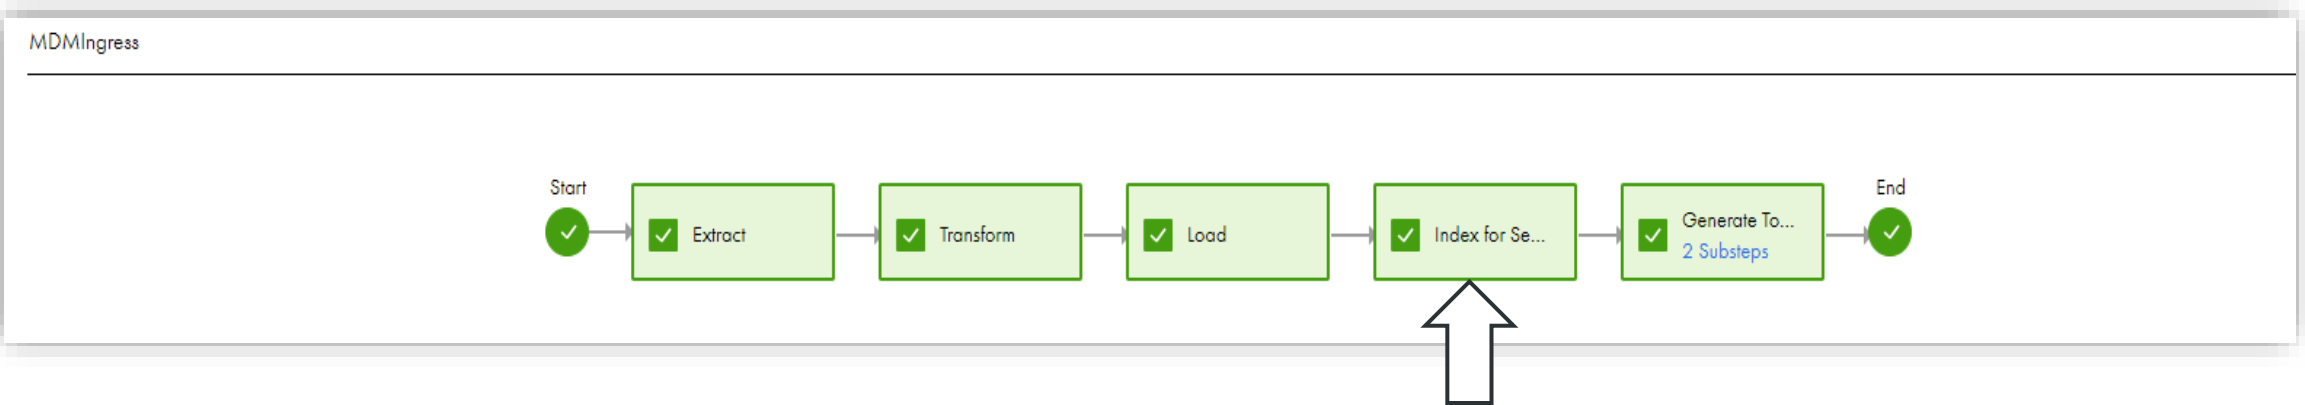 MDMIngress
Start
Extract
Transform
Load
Index for Se...
Generate To...
2 Substeps
End